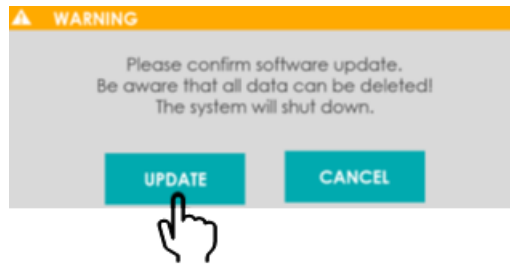 WARNING
Please confirm software update.
Be aware that all data can be deleted!
The system will shut down.
UPDATE
CANCEL